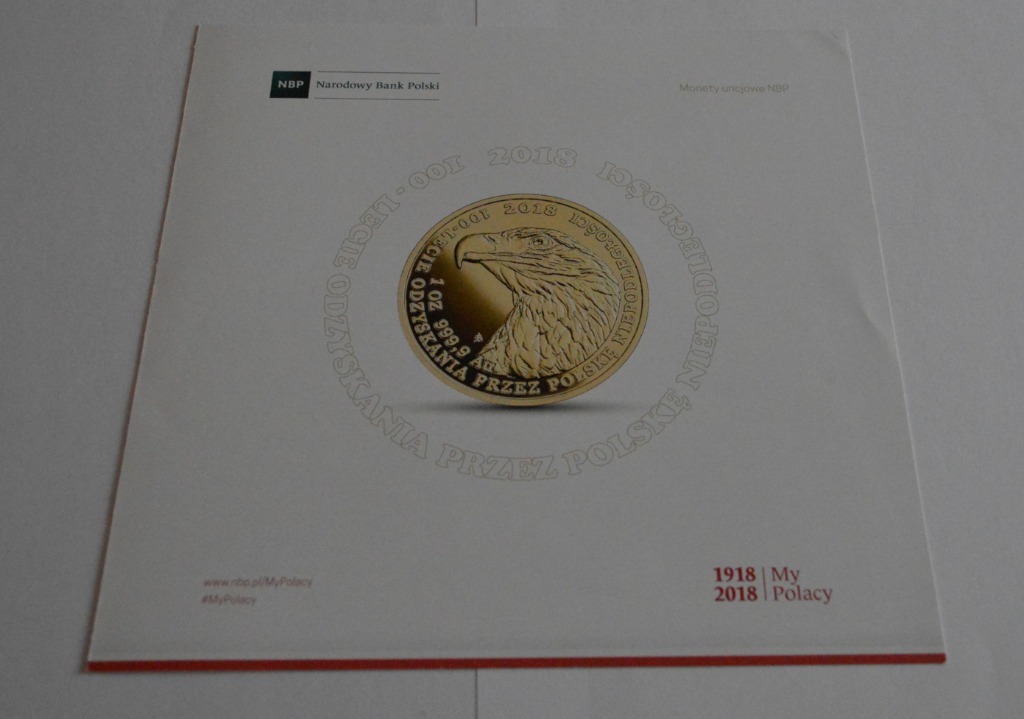 NBP Narodowy Bank Polski
Monety uncjowe NBP
100-LECIE ODZYSKANIA PRZEZ POLSKĘ NIEPODLEGŁOŚCI 2018
100-LECIE ODZYSKANIA PRZEZ POLSKĘ NIEPODLEGŁOŚCI 2018
1 OZ 999,9 Au
www.nbp.pl/MyPolacy
#MyPolacy
1918 My
2018 Polacy